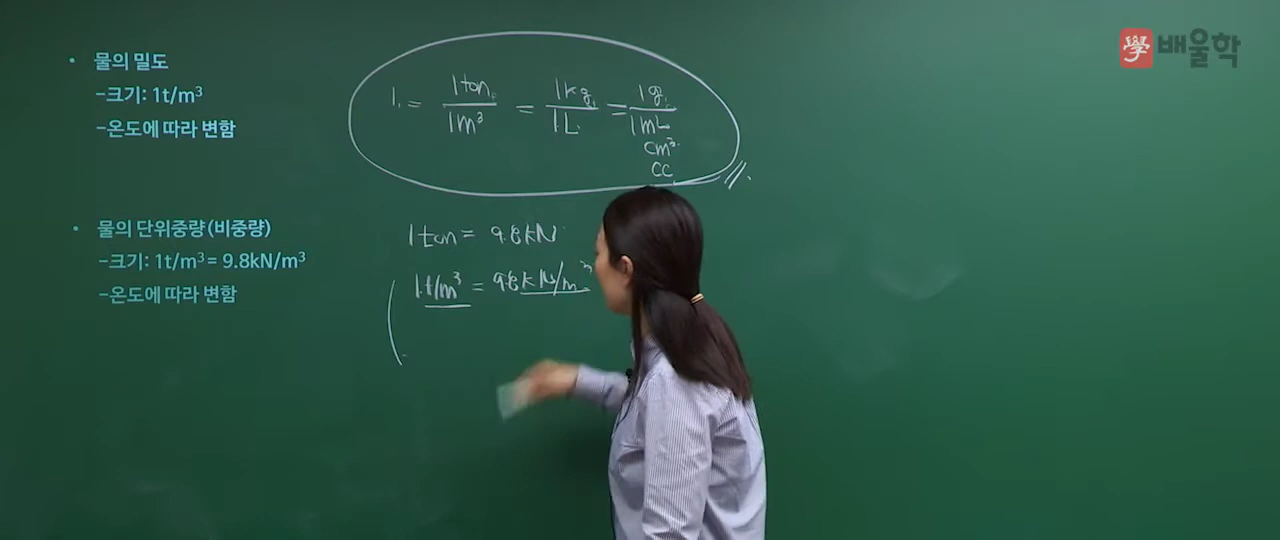 學 배울학
• 물의 밀도
-크기: 1t/m³
-온도에 따라 변함
1. = 1ton/1m³ = 1kg/1L = 1g/1mL
cm³
CC
• 물의 단위중량(비중량)
-크기: 1t/m³ = 9.8kN/m³
-온도에 따라 변함
1ton = 9.8kN
1t/m³ = 9.8kN/m³